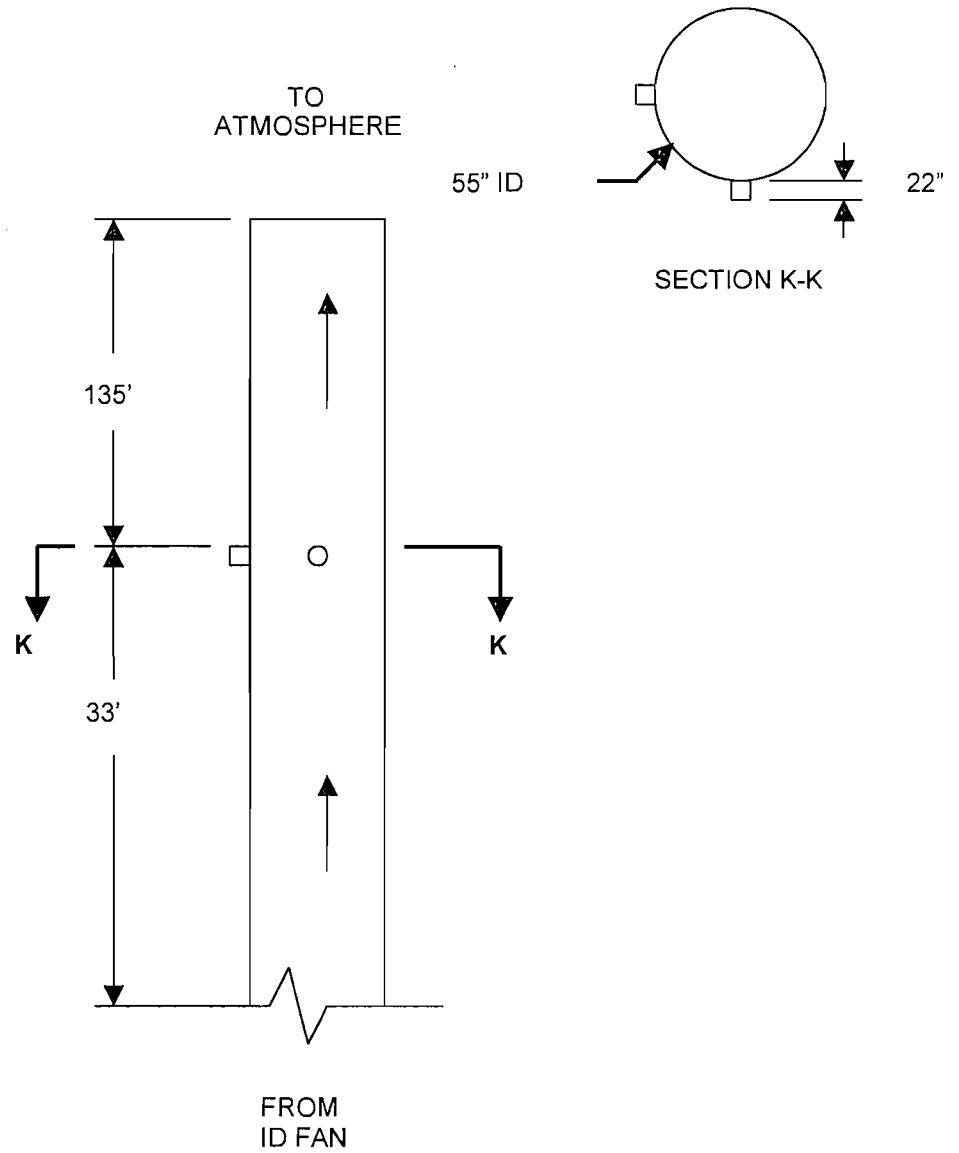 TO
ATMOSPHERE
55” ID
22”
SECTION K-K
135’
K
K
33’
FROM
ID FAN